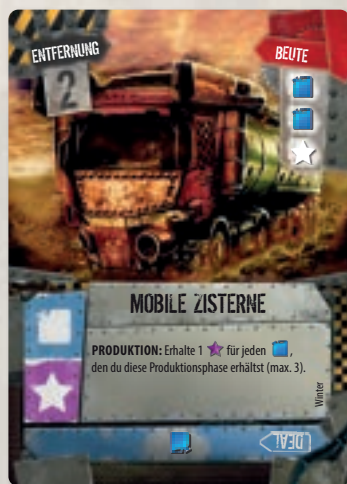 ENTFERNUNG
2
BEUTE
MOBILE ZISTERNE
PRODUKTION: Erhalte 1 für jeden ,
den du diese Produktionsphase erhältst (max. 3).
Winter
DEAL